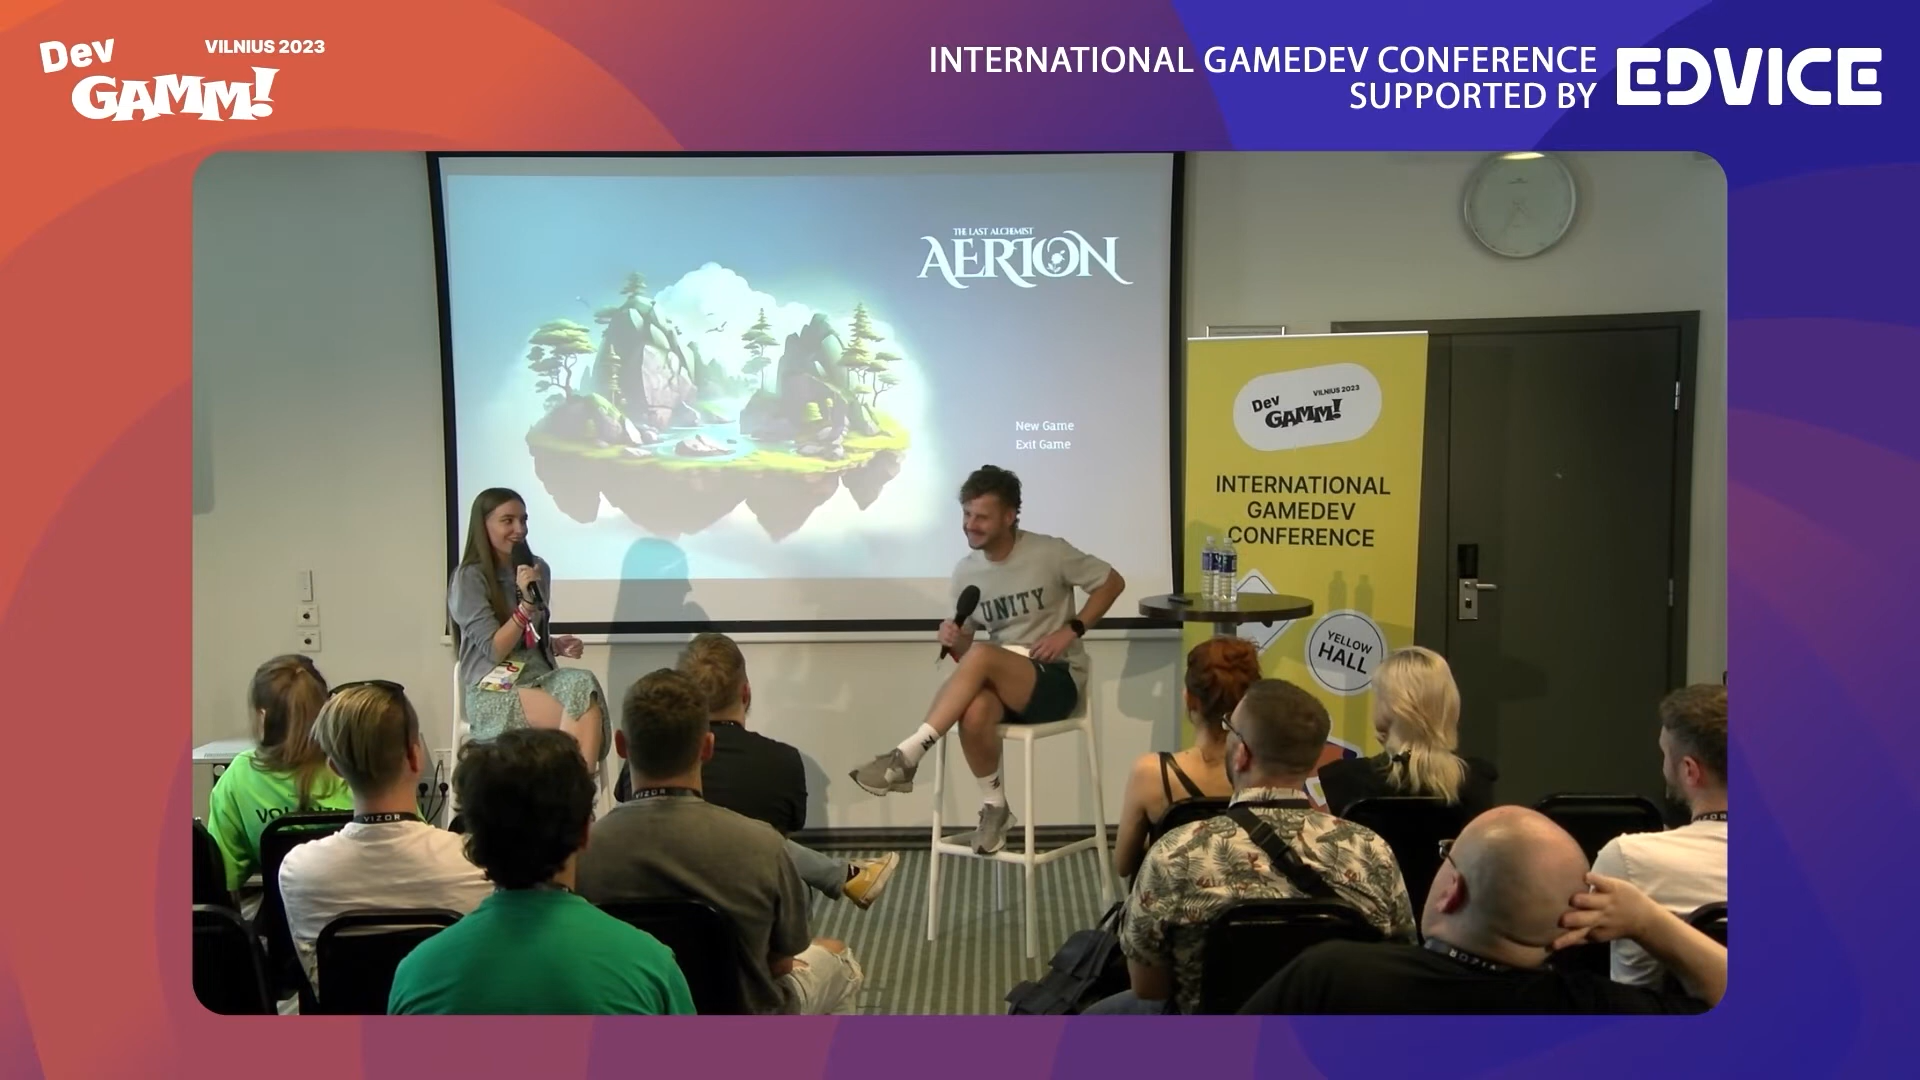 Dev
GAMM!
VILNIUS 2023
INTERNATIONAL GAMEDEV CONFERENCE
SUPPORTED BY
EDVICE
THE LAST ALCHEMIST
AERION
New Game
Exit Game
Dev
GAMM!
VILNIUS 2023
INTERNATIONAL
GAMEDEV
CONFERENCE
YELLOW
HALL
UNITY
VIZOR
VIZOR